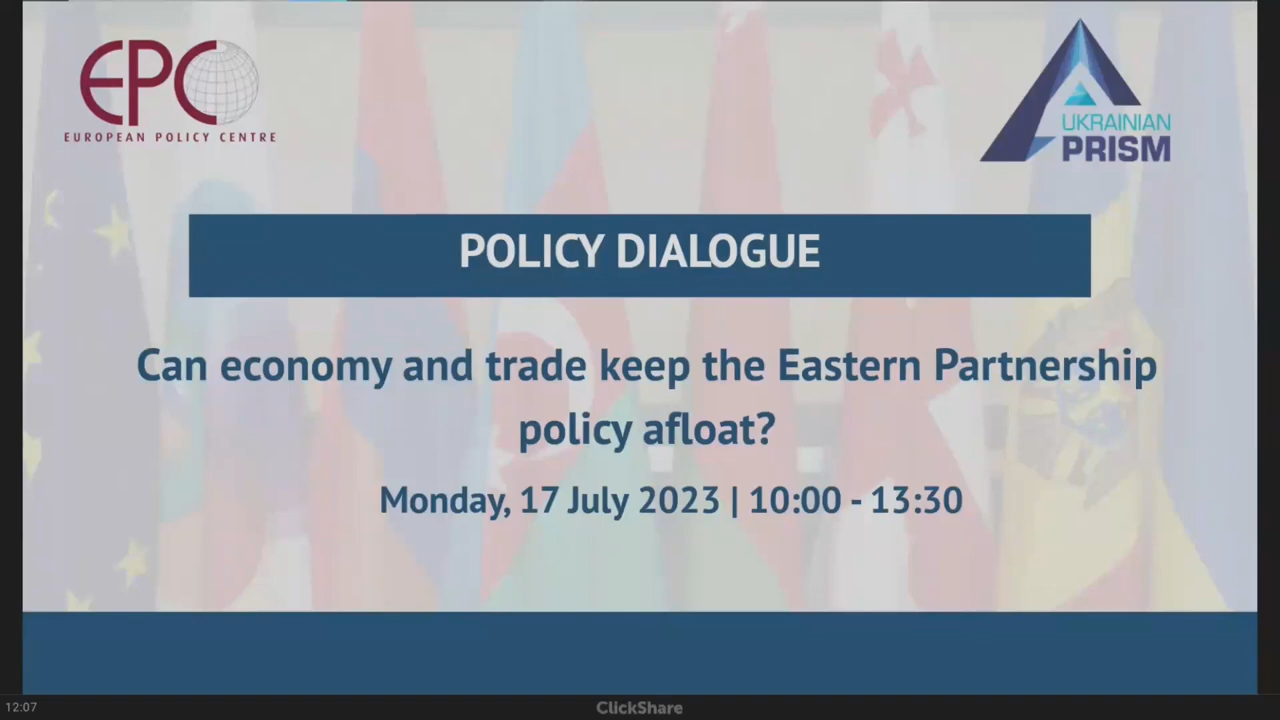 EPC
EUROPEAN POLICY CENTRE
UKRAINIAN
PRISM
POLICY DIALOGUE
Can economy and trade keep the Eastern Partnership
policy afloat?
Monday, 17 July 2023 | 10:00 - 13:30
12:07
ClickShare